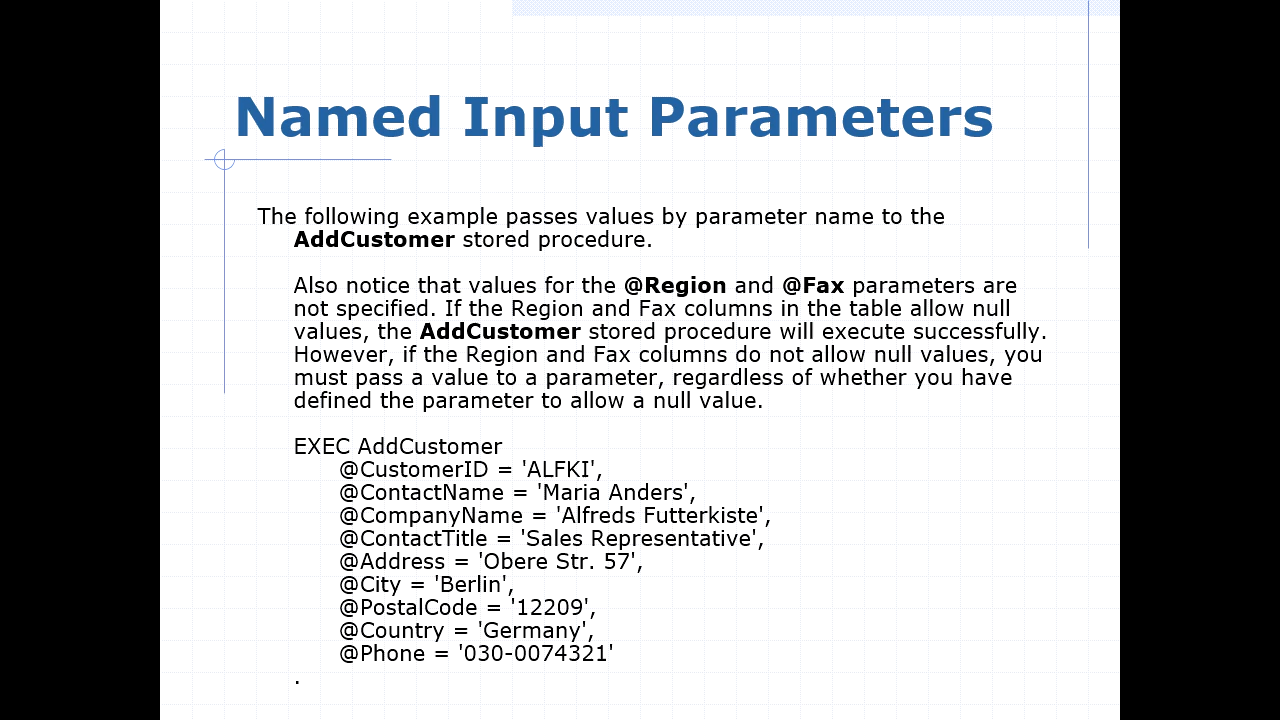 Named Input Parameters
The following example passes values by parameter name to the
AddCustomer stored procedure.
Also notice that values for the @Region and @Fax parameters are
not specified. If the Region and Fax columns in the table allow null
values, the AddCustomer stored procedure will execute successfully.
However, if the Region and Fax columns do not allow null values, you
must pass a value to a parameter, regardless of whether you have
defined the parameter to allow a null value.
EXEC AddCustomer
@CustomerID = 'ALFKI',
@ContactName = 'Maria Anders',
@CompanyName = 'Alfreds Futterkiste',
@ContactTitle = 'Sales Representative',
@Address = 'Obere Str. 57',
@City = 'Berlin',
@PostalCode = '12209',
@Country = 'Germany',
@Phone = '030-0074321'
.